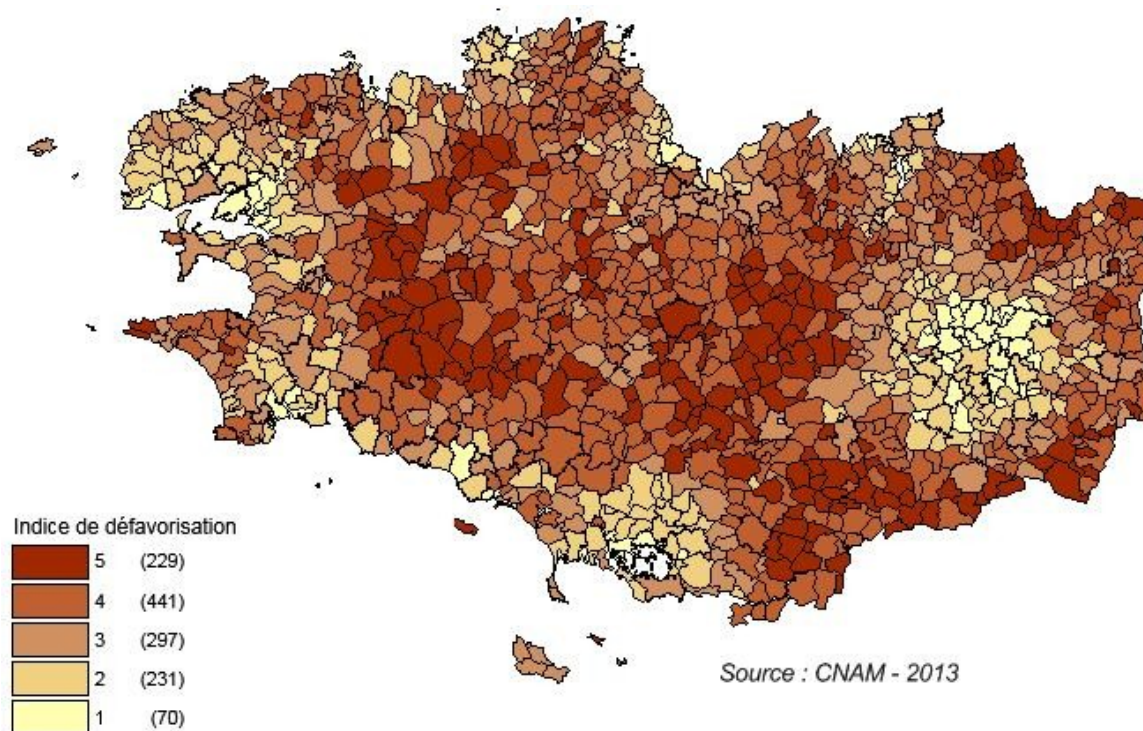 Indice de défavorisation
5 (229)
4 (441)
3 (297)
2 (231)
1 (70)
Source : CNAM - 2013